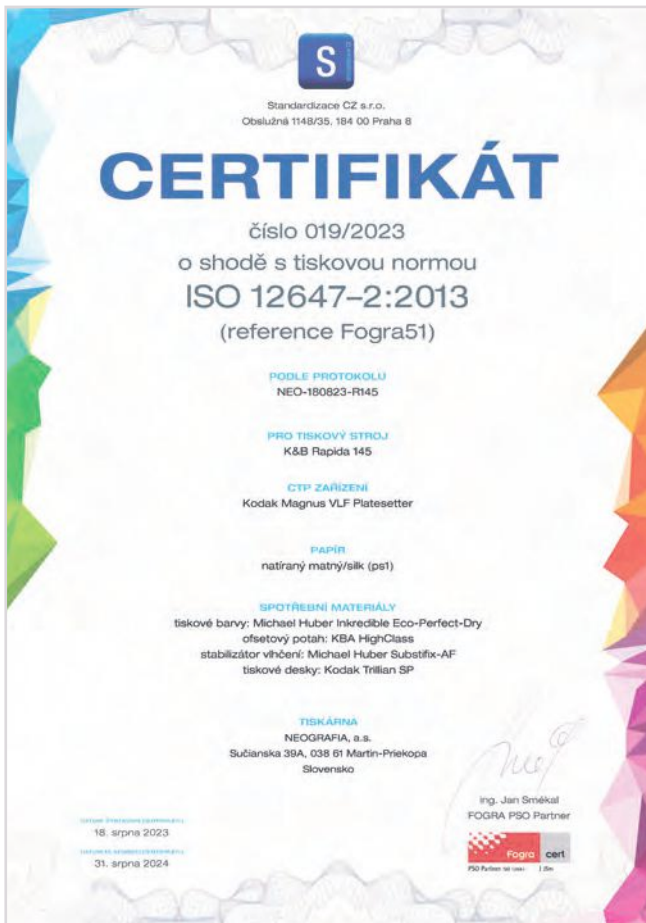 S
Standardizace CZ s.r.o.
Obslužná 1148/35, 184 00 Praha 8
CERTIFIKÁT
číslo 019/2023
o shodě s tiskovou normou
ISO 12647–2:2013
(reference Fogra51)
PODLE PROTOKOLU
NEO-180823-R145
PRO TISKOVÝ STROJ
K&B Rapida 145
CTP ZAŘÍZENÍ
Kodak Magnus VLF Platesetter
PAPÍR
natíraný matný/silk (ps1)
SPOTŘEBNÍ MATERIÁLY
tiskové barvy: Michael Huber Inkredible Eco-Perfect-Dry
ofsetový potah: KBA HighClass
stabilizátor vlhčení: Michael Huber Substifix-AF
tiskové desky: Kodak Trillian SP
TISKÁRNA
NEOGRAFIA, a.s.
Sučianska 39A, 038 61 Martin-Priekopa
Slovensko
ing. Jan Smékal
FOGRA PSO Partner
18. srpna 2023
31. srpna 2024
Fogra cert
PSO Partner